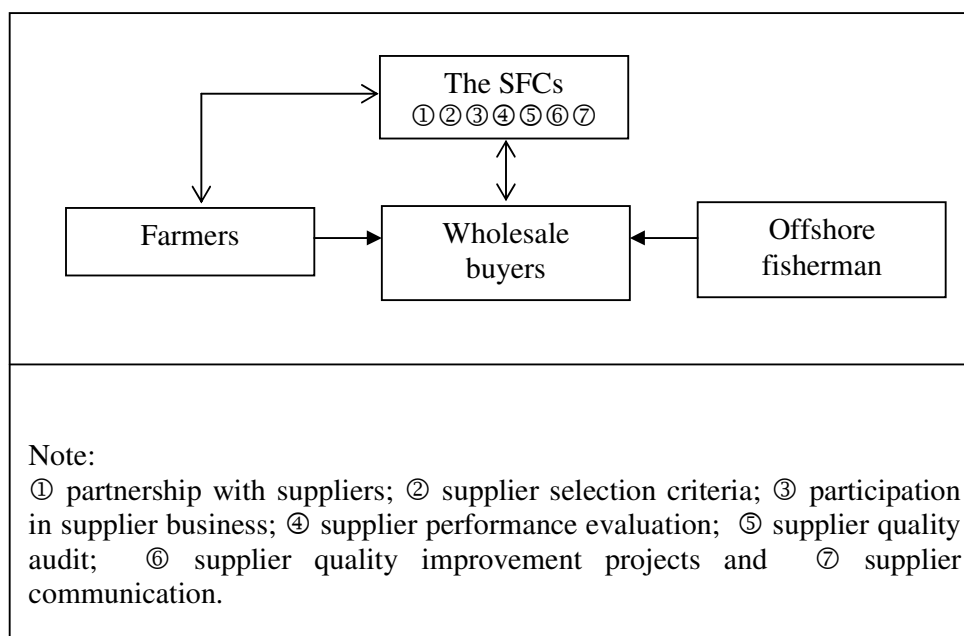 The SFCs
①②③④⑤⑥⑦
Farmers
Wholesale
buyers
Offshore
fisherman
Note:
① partnership with suppliers; ② supplier selection criteria; ③ participation
in supplier business; ④ supplier performance evaluation; ⑤ supplier quality
audit; ⑥ supplier quality improvement projects and ⑦ supplier
communication.